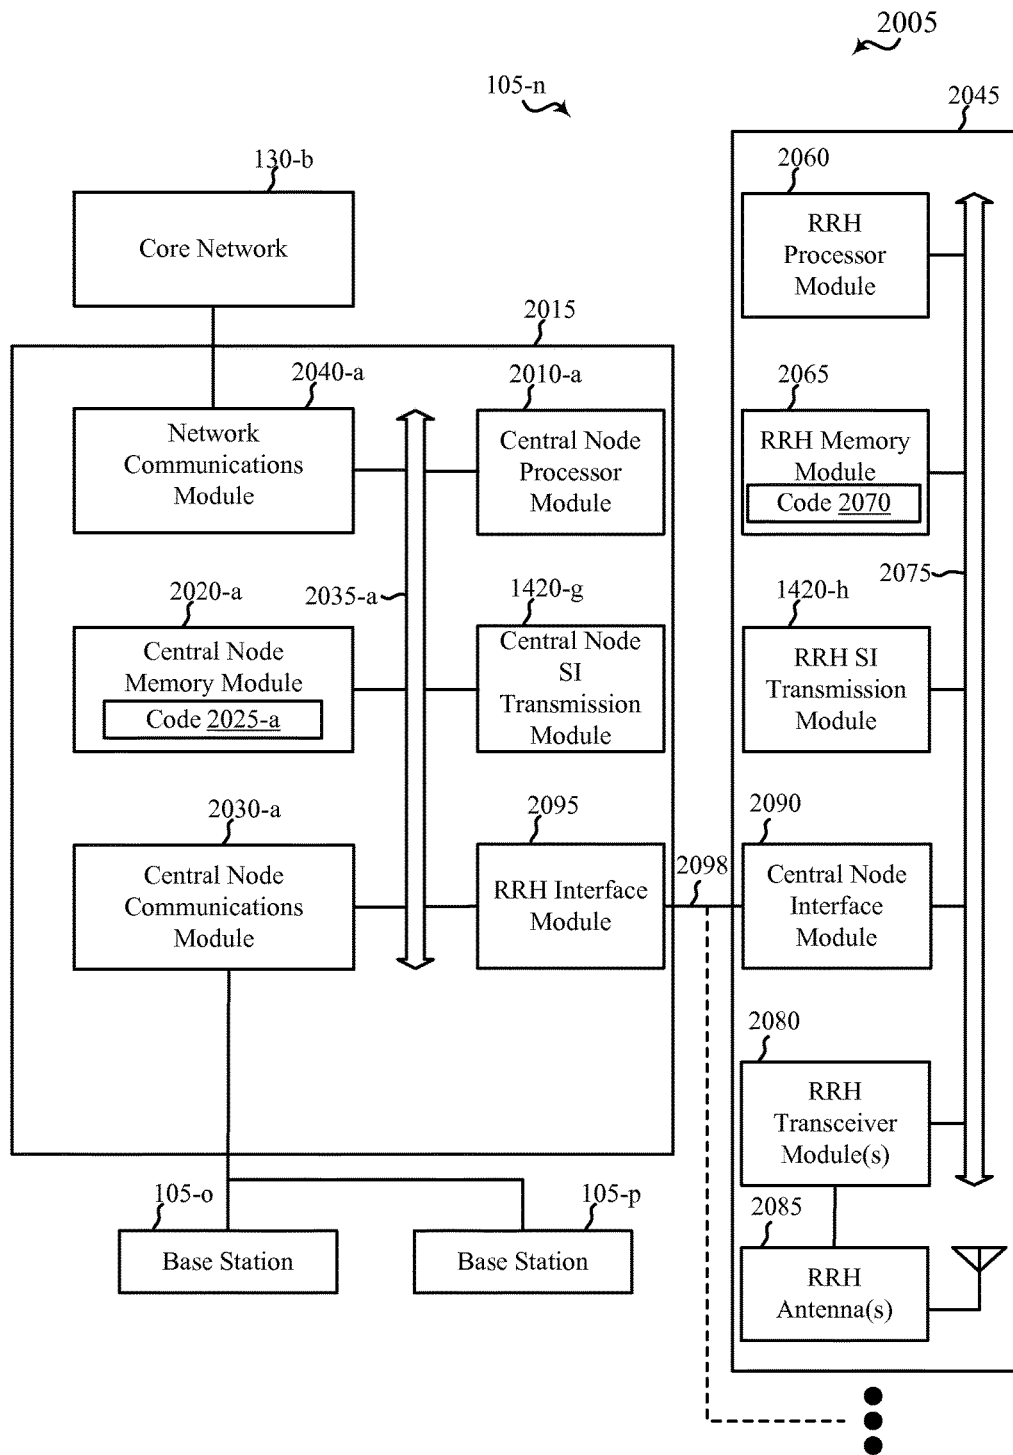 2005
105-n
2045
130-b
Core Network
2060
RRH
Processor
Module
2015
2040-a
Network
Communications
Module
2010-a
Central Node
Processor
Module
2065
RRH Memory
Module
Code 2070
2035-a
2075
2020-a
Central Node
Memory Module
Code 2025-a
1420-g
Central Node
SI
Transmission
Module
1420-h
RRH SI
Transmission
Module
2030-a
Central Node
Communications
Module
2095
RRH Interface
Module
2098
2090
Central Node
Interface
Module
2080
RRH
Transceiver
Module(s)
105-o
Base Station
105-p
Base Station
2085
RRH
Antenna(s)